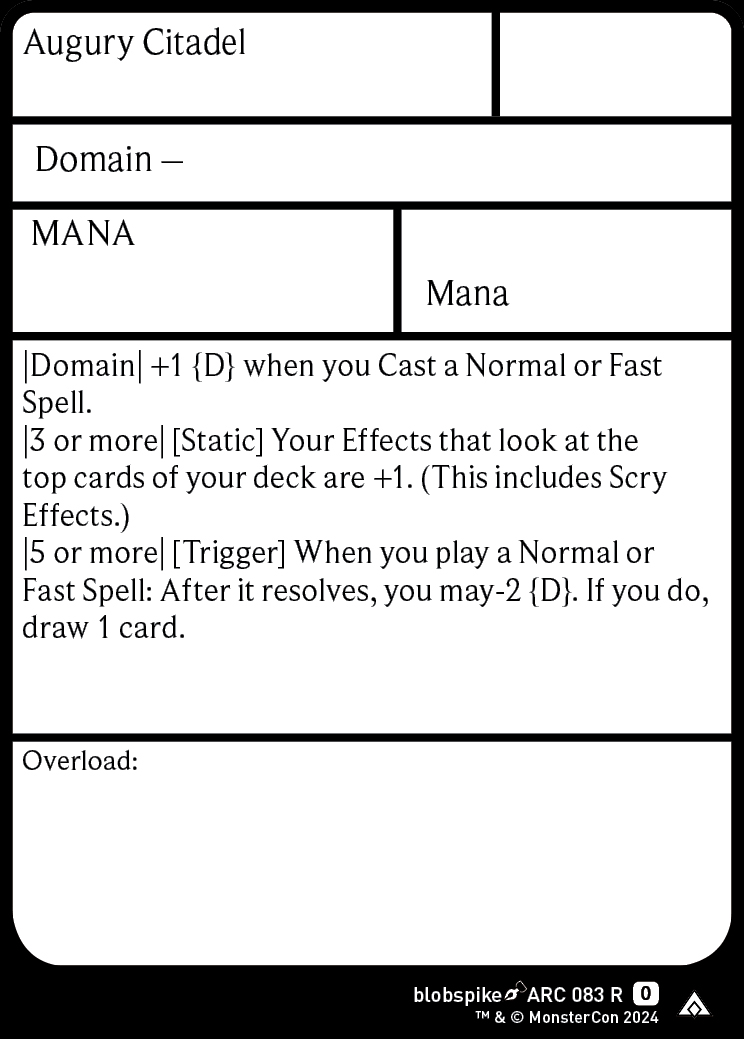 Augury Citadel
Domain –
MANA
Mana
|Domain| +1 {D} when you Cast a Normal or Fast
Spell.
|3 or more| [Static] Your Effects that look at the
top cards of your deck are +1. (This includes Scry
Effects.)
|5 or more| [Trigger] When you play a Normal or
Fast Spell: After it resolves, you may-2 {D}. If you do,
draw 1 card.
Overload:
blobspike ARC 083 R 0
™ & © MonsterCon 2024